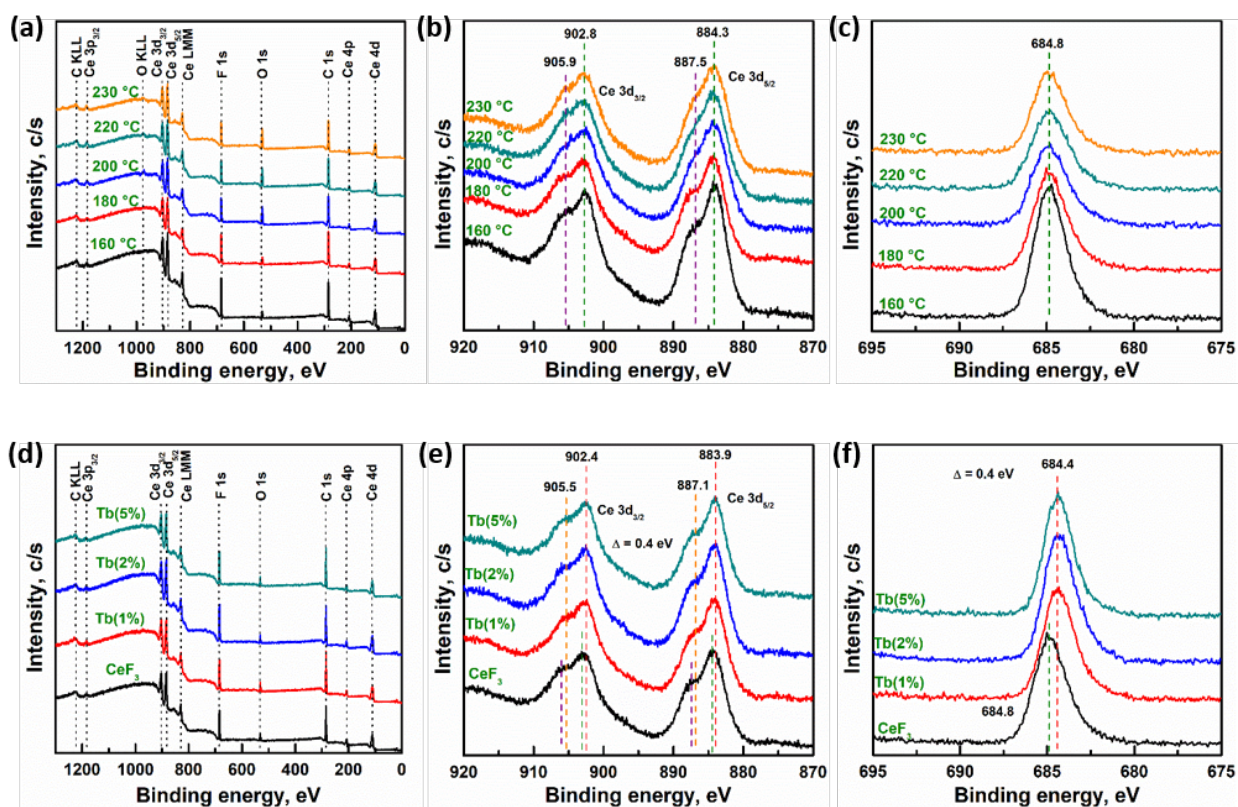 (a)
C KLL
Ce 3p3/2
O KLL
Ce 3d3/2
Ce 3d5/2
Ce LMM
F 1s
O 1s
C 1s
Ce 4p
Ce 4d
230 °C
220 °C
200 °C
180 °C
160 °C
Intensity, c/s
1200 1000 800 600 400 200 0
Binding energy, eV
(b)
902.8
884.3
905.9
887.5
Ce 3d3/2
Ce 3d5/2
230 °C
220 °C
200 °C
180 °C
160 °C
Intensity, c/s
920 910 900 890 880 870
Binding energy, eV
(c)
684.8
230 °C
220 °C
200 °C
180 °C
160 °C
Intensity, c/s
695 690 685 680 675
Binding energy, eV
(d)
C KLL
Ce 3p3/2
Ce 3d3/2
Ce 3d5/2
Ce LMM
F 1s
O 1s
C 1s
Ce 4p
Ce 4d
Tb(5%)
Tb(2%)
Tb(1%)
CeF3
Intensity, c/s
1200 1000 800 600 400 200 0
Binding energy, eV
(e)
902.4
883.9
905.5
887.1
Ce 3d3/2
Ce 3d5/2
Δ = 0.4 eV
Tb(5%)
Tb(2%)
Tb(1%)
CeF3
Intensity, c/s
920 910 900 890 880 870
Binding energy, eV
(f)
684.4
Δ = 0.4 eV
Tb(5%)
Tb(2%)
Tb(1%)
684.8
CeF3
Intensity, c/s
695 690 685 680 675
Binding energy, eV